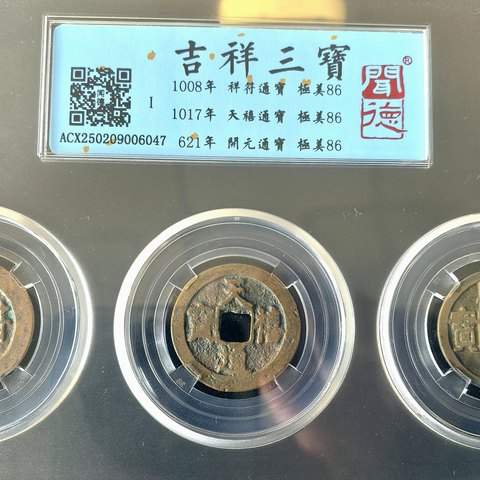 吉祥三寶
I
1008年 祥符通寶 極美86
1017年 天禧通寶 極美86
621年 開元通寶 極美86
ACX250209006047
聞德
®
天禧通寶